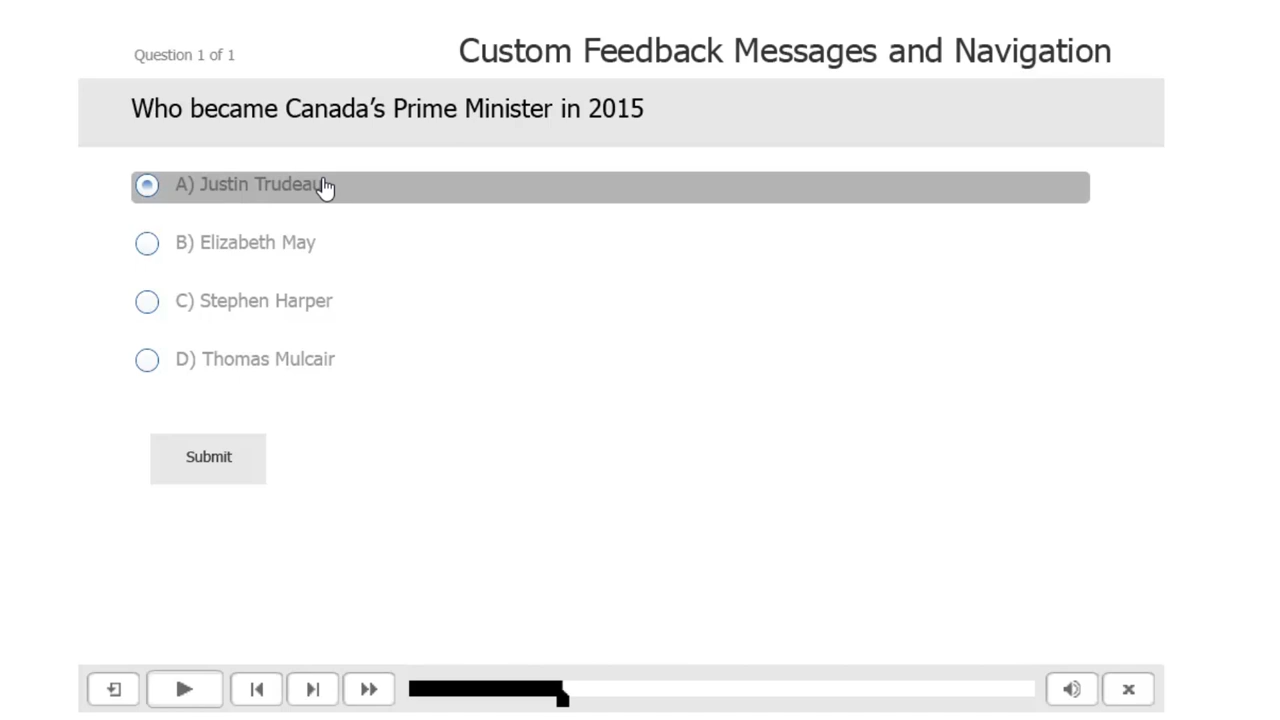 Question 1 of 1
Custom Feedback Messages and Navigation
Who became Canada’s Prime Minister in 2015
A) Justin Trudeau
B) Elizabeth May
C) Stephen Harper
D) Thomas Mulcair
Submit